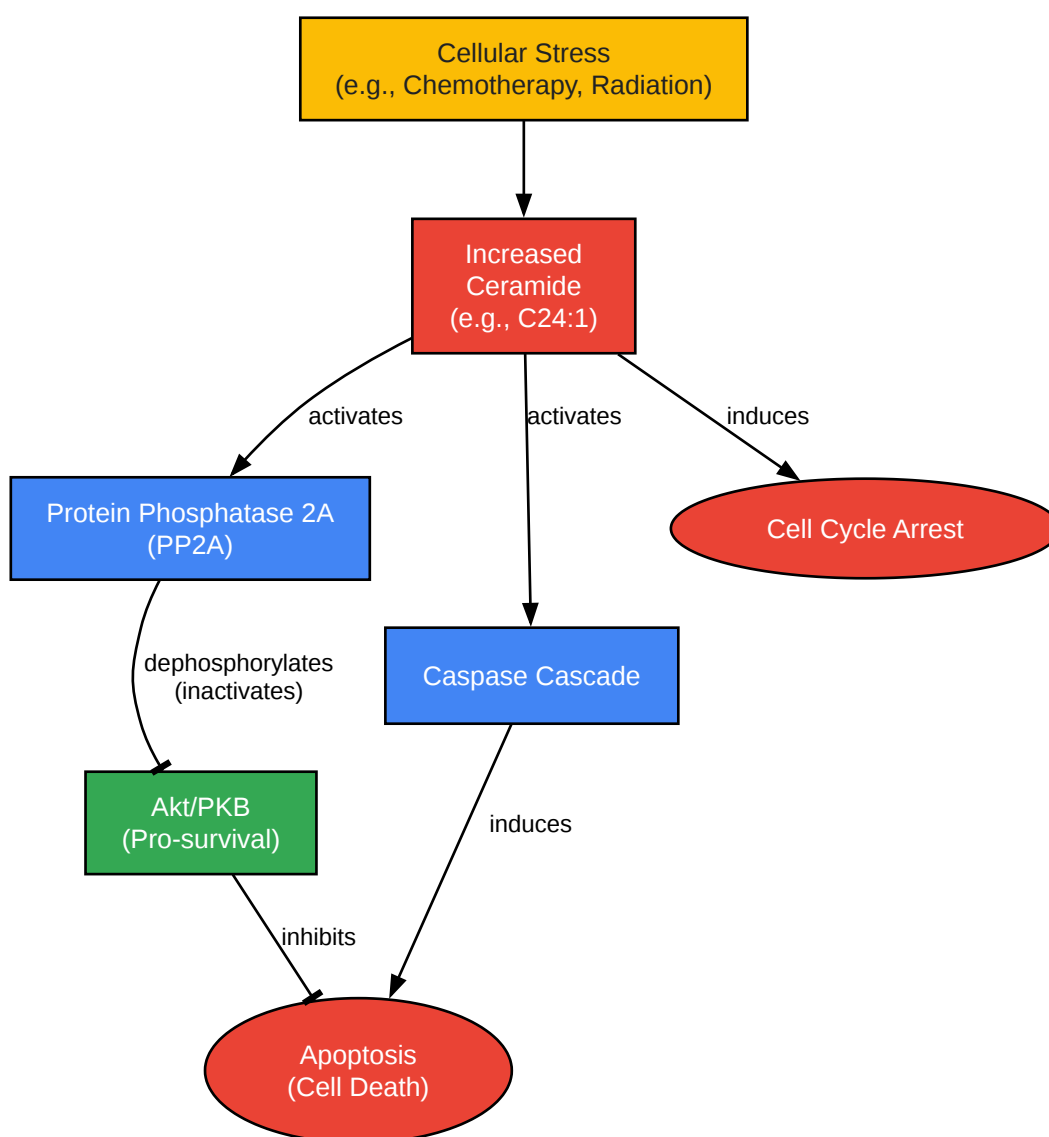 Cellular Stress
(e.g., Chemotherapy, Radiation)
Increased
Ceramide
(e.g., C24:1)
activates
activates
induces
Protein Phosphatase 2A
(PP2A)
Cell Cycle Arrest
dephosphorylates
(inactivates)
Caspase Cascade
Akt/PKB
(Pro-survival)
induces
inhibits
Apoptosis
(Cell Death)